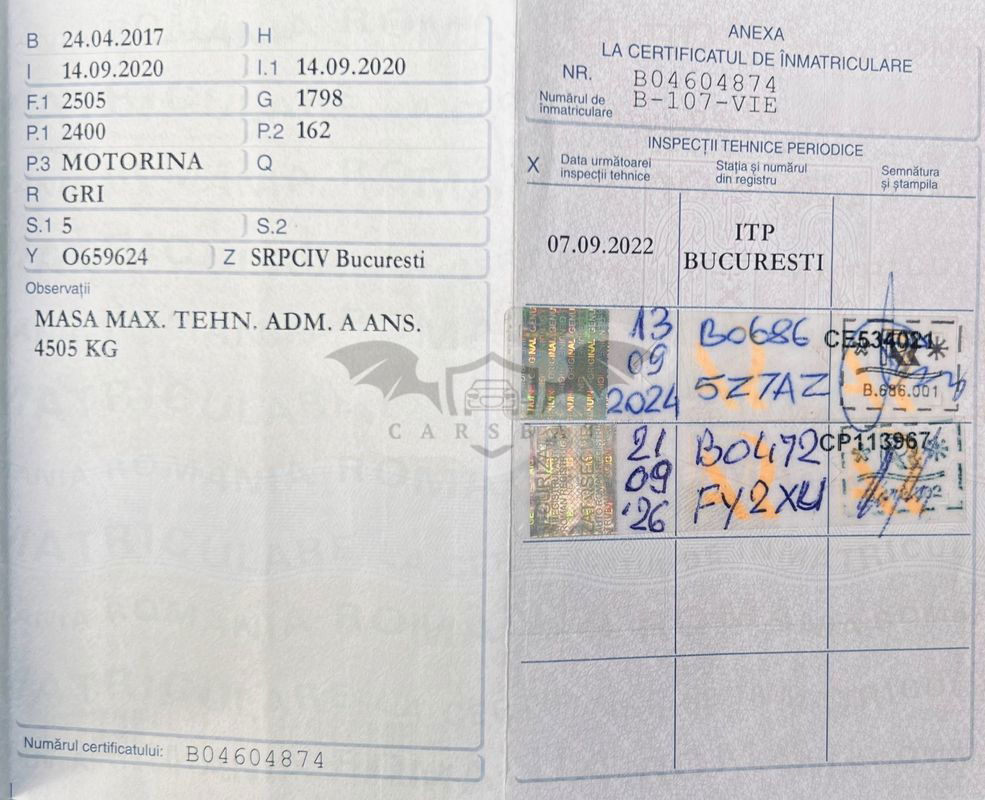 B 24.04.2017 H
I 14.09.2020 I.1 14.09.2020
F.1 2505 G 1798
P.1 2400 P.2 162
P.3 MOTORINA Q
R GRI
S.1 5 S.2
Y O659624 Z SRPCIV Bucuresti
Observații
MASA MAX. TEHN. ADM. A ANS.
4505 KG
Numărul certificatului: B04604874
ANEXA
LA CERTIFICATUL DE ÎNMATRICULARE
NR. B04604874
Numărul de înmatriculare B-107-VIE
INSPECȚII TEHNICE PERIODICE
X Data următoarei inspecții tehnice
Stația și numărul din registru
Semnătura și ștampila
07.09.2022 ITP BUCURESTI
13 09 2024
B0686 5Z7AZ
CE534021
B.686.001
21 09 '26
B0472 FY2XU
CP113967